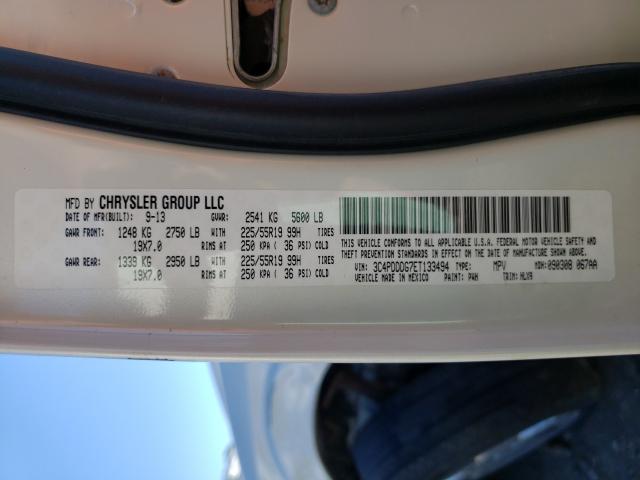 MFD BY CHRYSLER GROUP LLC
DATE OF MFR(BUILT): 9-13 GVWR: 2541 KG 5600 LB
GAWR FRONT: 1248 KG 2750 LB WITH 225/55R19 99H TIRES
19X7.0 RIMS AT 250 KPA ( 36 PSI) COLD
GAWR REAR: 1339 KG 2950 LB WITH 225/55R19 99H TIRES
19X7.0 RIMS AT 250 KPA ( 36 PSI) COLD
THIS VEHICLE CONFORMS TO ALL APPLICABLE U.S.A. FEDERAL MOTOR VEHICLE SAFETY AND
THEFT PREVENTION STANDARDS IN EFFECT ON THE DATE OF MANUFACTURE SHOWN ABOVE.
VIN: 3C4PDDDG7ET133494 TYPE: MPV MDH: 090308 067AA
VEHICLE MADE IN MEXICO PAINT: PWH TRIM: HLX9